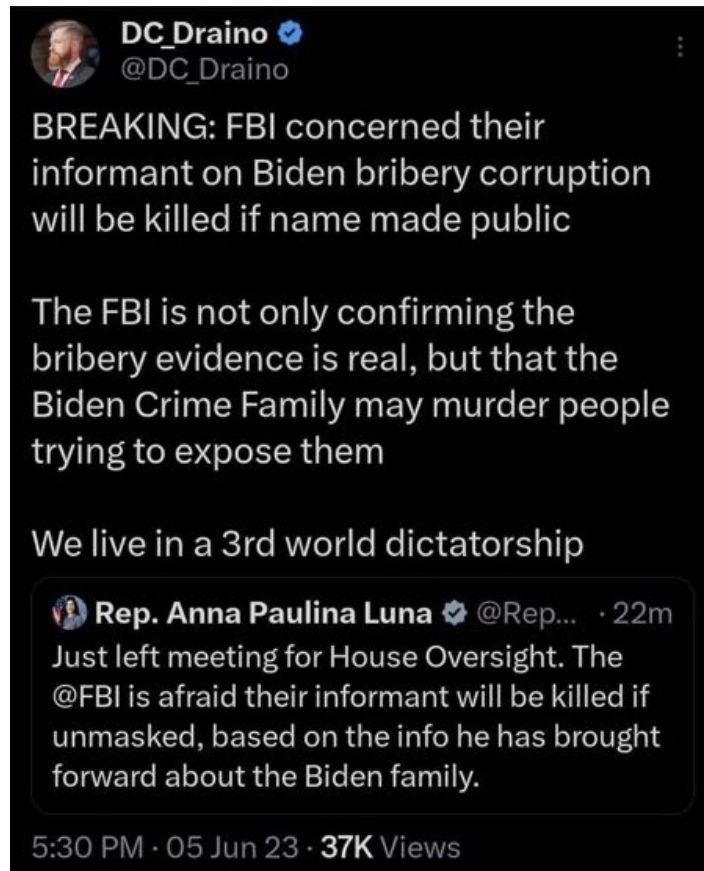 DC_Draino
@DC_Draino
BREAKING: FBI concerned their
informant on Biden bribery corruption
will be killed if name made public
The FBI is not only confirming the
bribery evidence is real, but that the
Biden Crime Family may murder people
trying to expose them
We live in a 3rd world dictatorship
Rep. Anna Paulina Luna @Rep... · 22m
Just left meeting for House Oversight. The
@FBI is afraid their informant will be killed if
unmasked, based on the info he has brought
forward about the Biden family.
5:30 PM · 05 Jun 23 · 37K Views